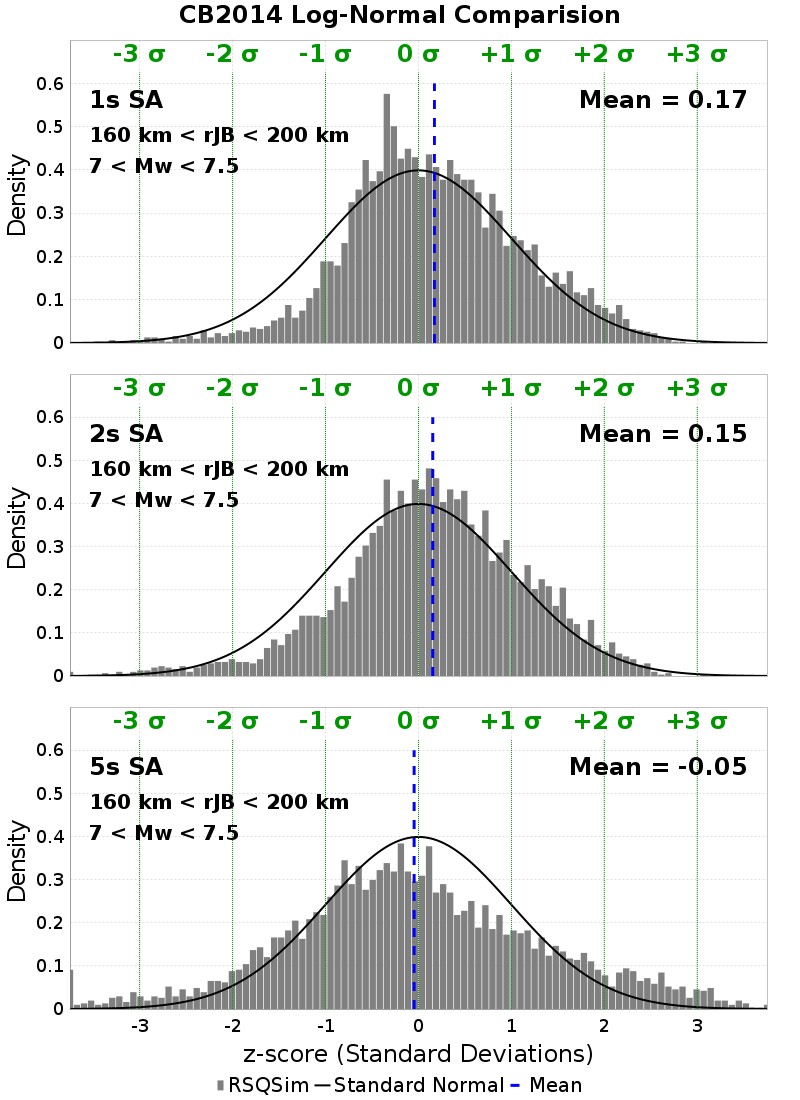 CB2014 Log-Normal Comparision
-3 σ -2 σ -1 σ 0 σ +1 σ +2 σ +3 σ
1s SA
Mean = 0.17
160 km < rJB < 200 km
7 < Mw < 7.5
Density
0.6
0.5
0.4
0.3
0.2
0.1
0
-3 σ -2 σ -1 σ 0 σ +1 σ +2 σ +3 σ
2s SA
Mean = 0.15
160 km < rJB < 200 km
7 < Mw < 7.5
Density
0.6
0.5
0.4
0.3
0.2
0.1
0
-3 σ -2 σ -1 σ 0 σ +1 σ +2 σ +3 σ
5s SA
Mean = -0.05
160 km < rJB < 200 km
7 < Mw < 7.5
Density
0.6
0.5
0.4
0.3
0.2
0.1
0
-3 -2 -1 0 1 2 3
z-score (Standard Deviations)
RSQSim Standard Normal Mean